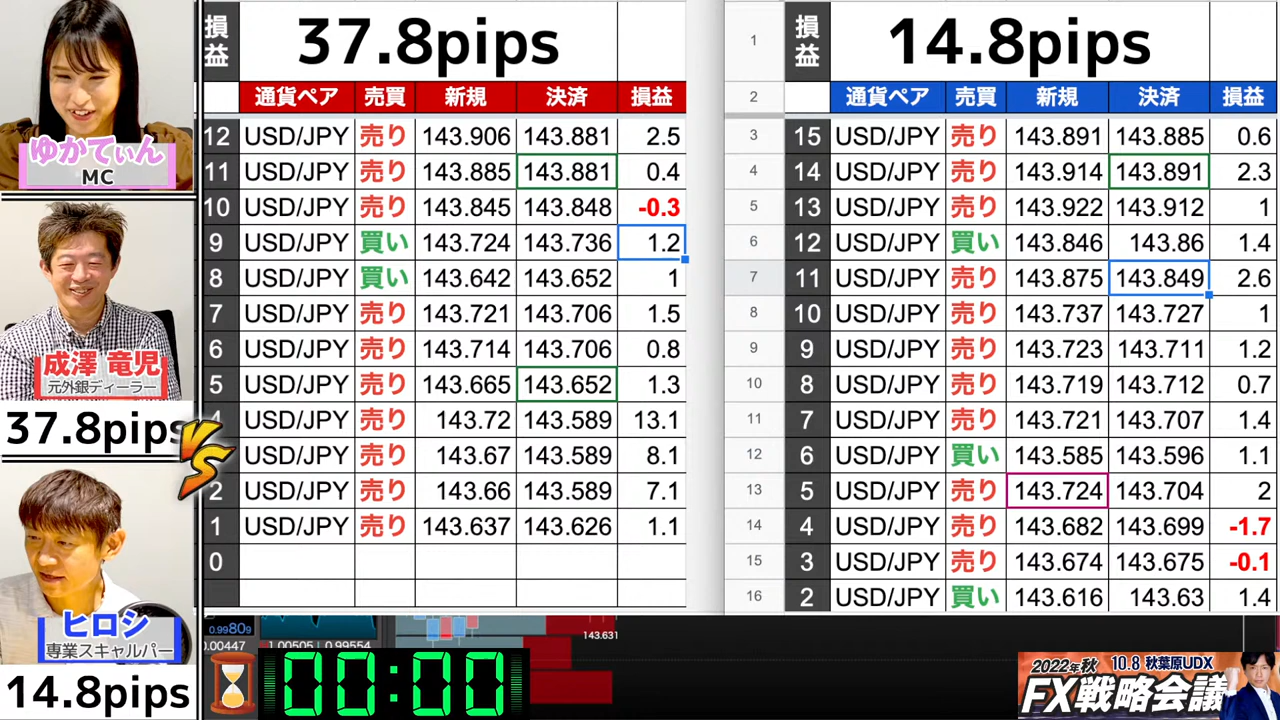 ゆかてぃん
MC
成澤 竜児
元外銀ディーラー
37.8pips
VS
ヒロシ
専業スキャルパー
14.8pips
損益 37.8pips
通貨ペア 売買 新規 決済 損益
12 USD/JPY 売り 143.906 143.881 2.5
11 USD/JPY 売り 143.885 143.881 0.4
10 USD/JPY 売り 143.845 143.848 -0.3
9 USD/JPY 買い 143.724 143.736 1.2
8 USD/JPY 買い 143.642 143.652 1
7 USD/JPY 売り 143.721 143.706 1.5
6 USD/JPY 売り 143.714 143.706 0.8
5 USD/JPY 売り 143.665 143.652 1.3
4 USD/JPY 売り 143.72 143.589 13.1
3 USD/JPY 売り 143.67 143.589 8.1
2 USD/JPY 売り 143.66 143.589 7.1
1 USD/JPY 売り 143.637 143.626 1.1
0
1 損益 14.8pips
2 通貨ペア 売買 新規 決済 損益
3 15 USD/JPY 売り 143.891 143.885 0.6
4 14 USD/JPY 売り 143.914 143.891 2.3
5 13 USD/JPY 売り 143.922 143.912 1
6 12 USD/JPY 買い 143.846 143.86 1.4
7 11 USD/JPY 売り 143.875 143.849 2.6
8 10 USD/JPY 売り 143.737 143.727 1
9 9 USD/JPY 売り 143.723 143.711 1.2
10 8 USD/JPY 売り 143.719 143.712 0.7
11 7 USD/JPY 売り 143.721 143.707 1.4
12 6 USD/JPY 買い 143.585 143.596 1.1
13 5 USD/JPY 売り 143.724 143.704 2
14 4 USD/JPY 売り 143.682 143.699 -1.7
15 3 USD/JPY 売り 143.674 143.675 -0.1
16 2 USD/JPY 買い 143.616 143.63 1.4
0.99809
0.00447 1.00505 0.99554
143.631
00:00
2022年秋 10.8 秋葉原UDX
FX戦略会議